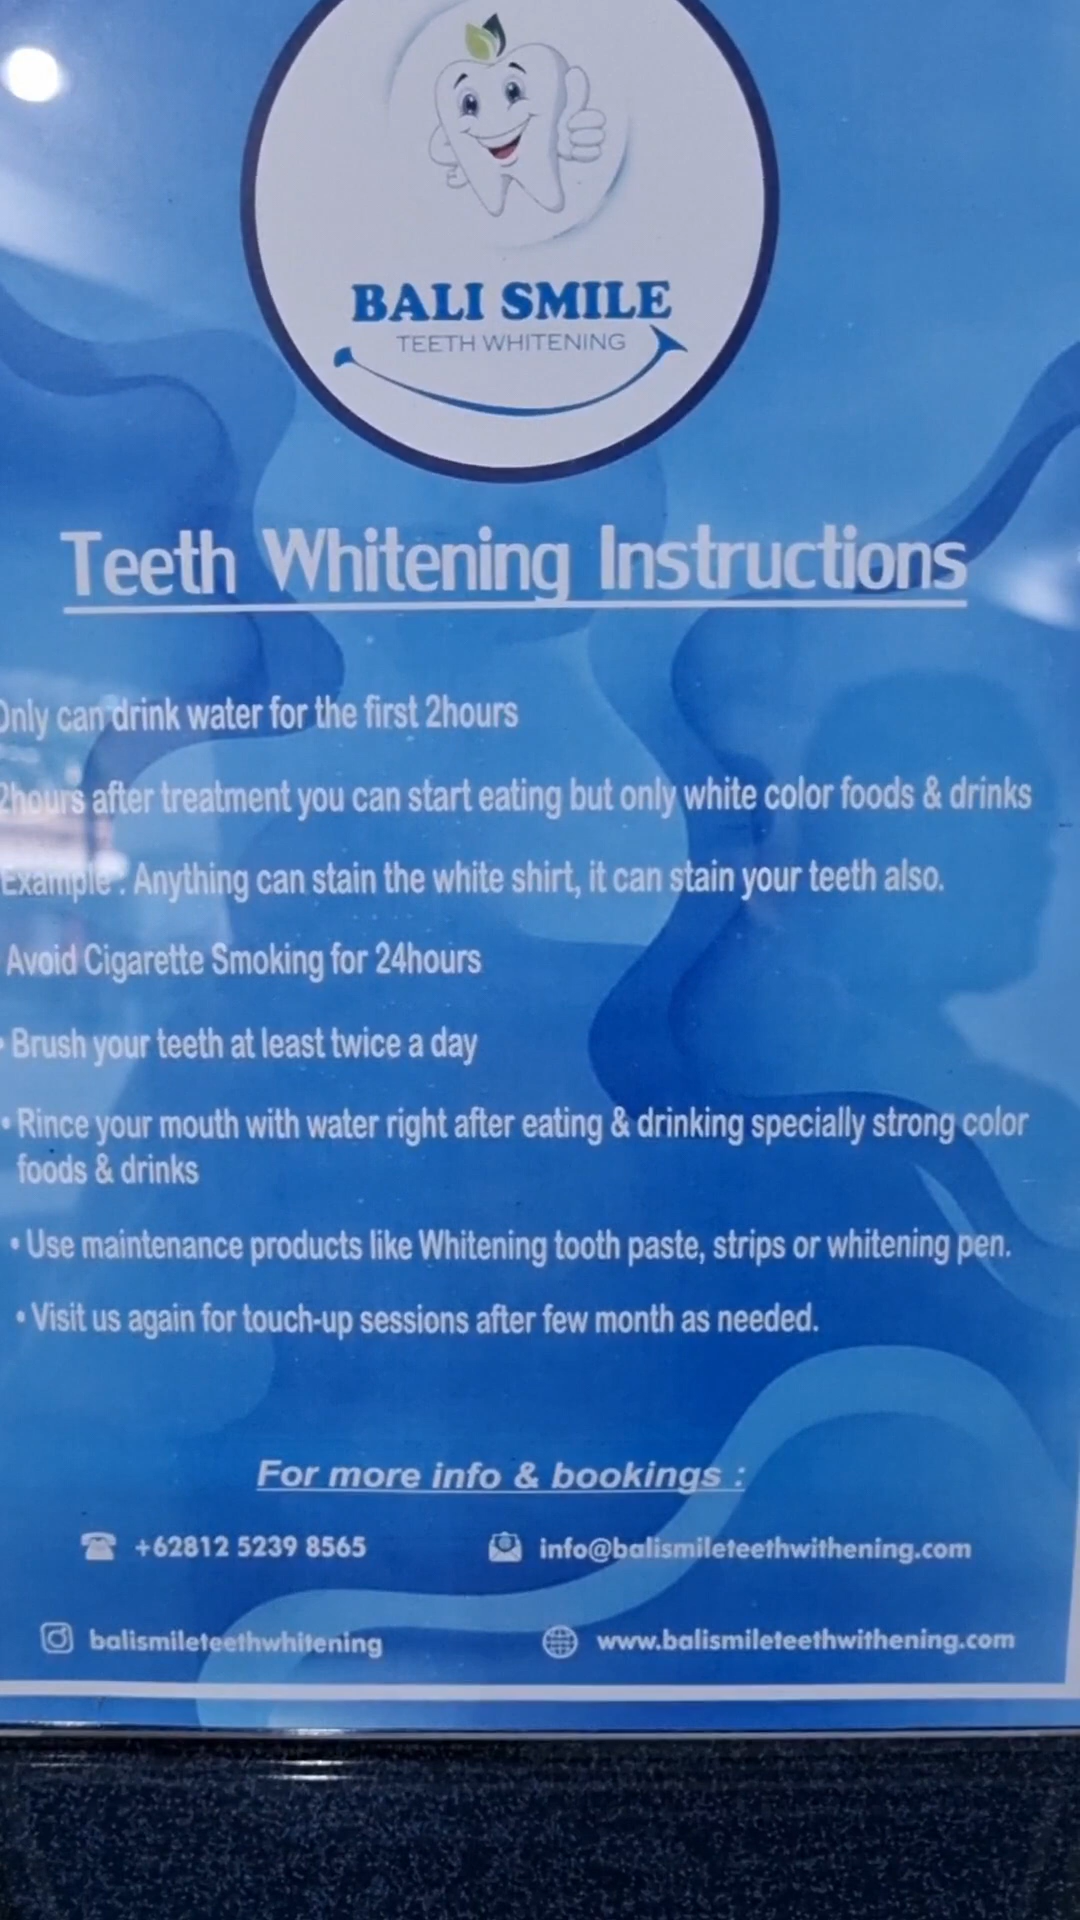 BALI SMILE
TEETH WHITENING
Teeth Whitening Instructions
Only can drink water for the first 2hours
2hours after treatment you can start eating but only white color foods & drinks
Example : Anything can stain the white shirt, it can stain your teeth also.
Avoid Cigarette Smoking for 24hours
• Brush your teeth at least twice a day
• Rince your mouth with water right after eating & drinking specially strong color
foods & drinks
• Use maintenance products like Whitening tooth paste, strips or whitening pen.
• Visit us again for touch-up sessions after few month as needed.
For more info & bookings :
+62812 5239 8565
info@balismileteethwithening.com
balismileteethwhitening
www.balismileteethwithening.com